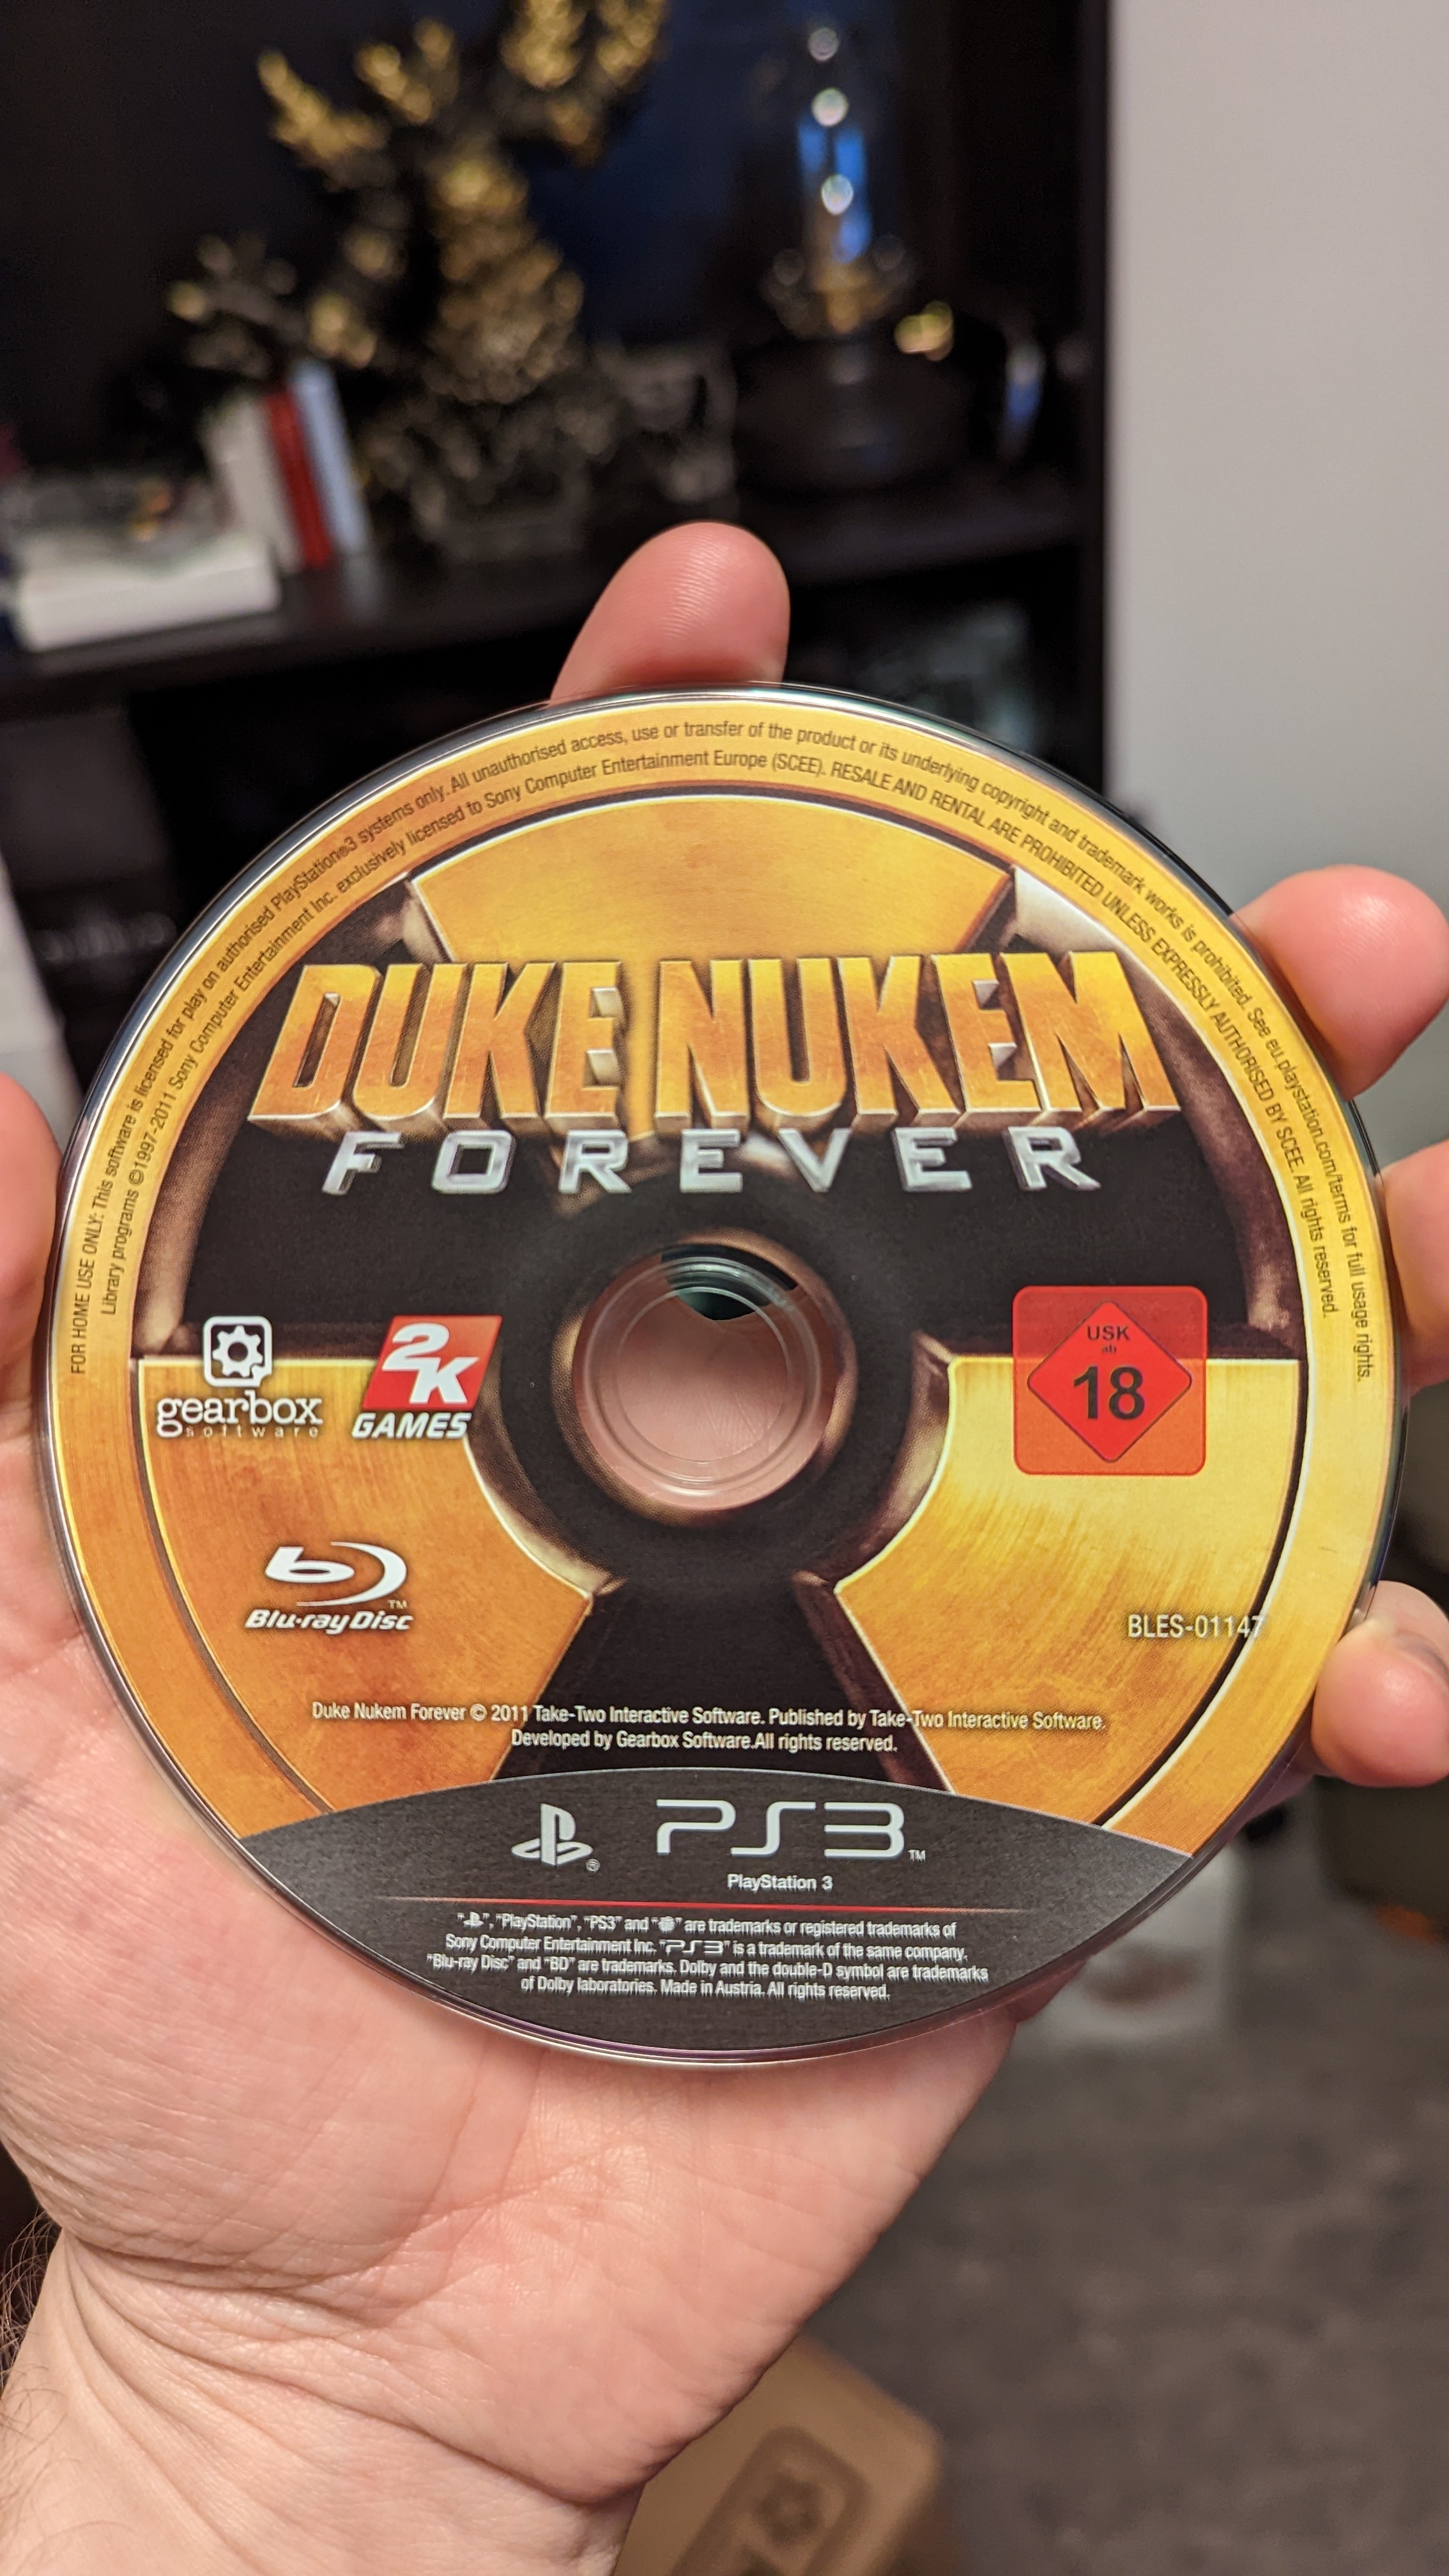 FOR HOME USE ONLY: This software is licensed for play on authorised PlayStation®3 systems only. All unauthorised access, use or transfer of the product or its underlying copyright and trademark works is prohibited. See eu.playstation.com/terms for full usage rights.
Library programs ©1997-2011 Sony Computer Entertainment Inc. exclusively licensed to Sony Computer Entertainment Europe (SCEE). RESALE AND RENTAL ARE PROHIBITED UNLESS EXPRESSLY AUTHORISED BY SCEE. All rights reserved.
DUKE NUKEM
FOREVER
gearbox
software
2K
GAMES
USK
ab
18
Blu-ray Disc™
BLES-01147
Duke Nukem Forever © 2011 Take-Two Interactive Software. Published by Take-Two Interactive Software.
Developed by Gearbox Software.All rights reserved.
® PS3™
PlayStation 3
"", "PlayStation", "PS3" and "" are trademarks or registered trademarks of
Sony Computer Entertainment Inc. "PS3" is a trademark of the same company.
"Blu-ray Disc" and "BD" are trademarks. Dolby and the double-D symbol are trademarks
of Dolby laboratories. Made in Austria. All rights reserved.